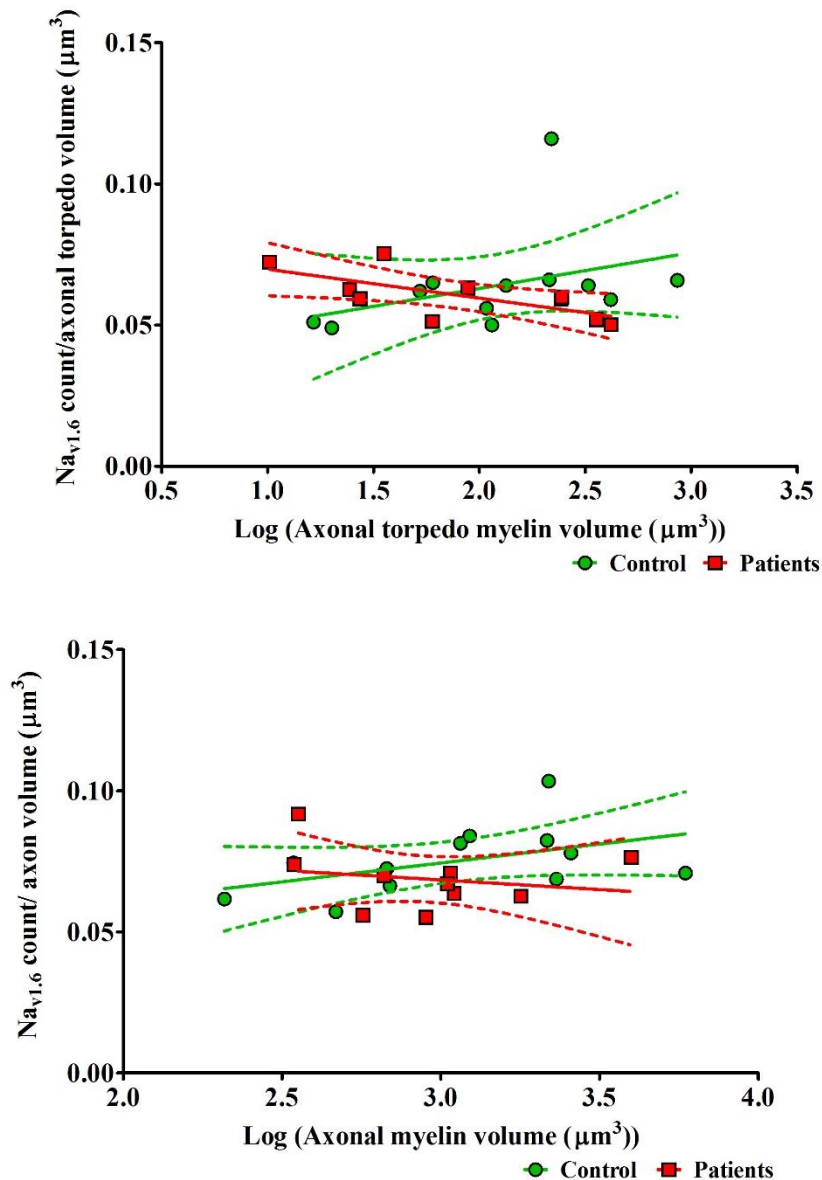 Na_v1.6 count/axonal torpedo volume (μm³)
0.15
0.10
0.05
0.00
0.5 1.0 1.5 2.0 2.5 3.0 3.5
Log (Axonal torpedo myelin volume (μm³))
Control Patients
Na_v1.6 count/ axon volume (μm³)
0.15
0.10
0.05
0.00
2.0 2.5 3.0 3.5 4.0
Log (Axonal myelin volume (μm³))
Control Patients